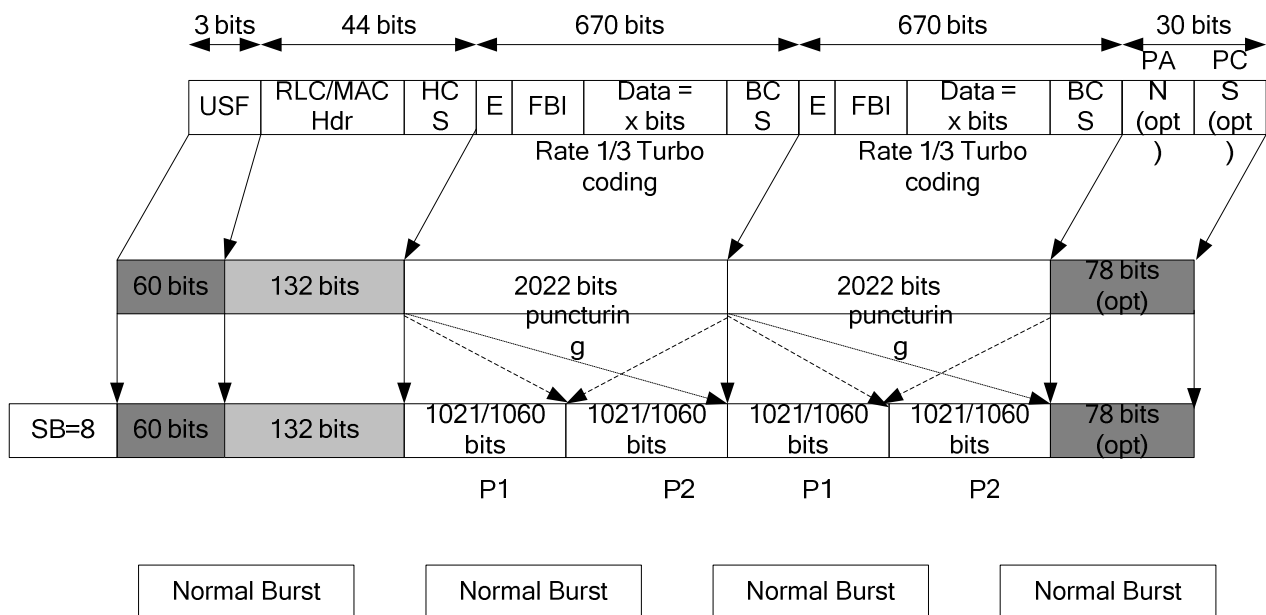 3 bits 44 bits 670 bits 670 bits 30 bits
USF RLC/MAC Hdr HC S E FBI Data = x bits BC S E FBI Data = x bits BC S PA N (opt ) PC S (opt )
Rate 1/3 Turbo coding Rate 1/3 Turbo coding
60 bits 132 bits 2022 bits 2022 bits 78 bits (opt)
puncturin g puncturin g
SB=8 60 bits 132 bits 1021/1060 bits 1021/1060 bits 1021/1060 bits 1021/1060 bits 78 bits (opt)
P1 P2 P1 P2
Normal Burst Normal Burst Normal Burst Normal Burst